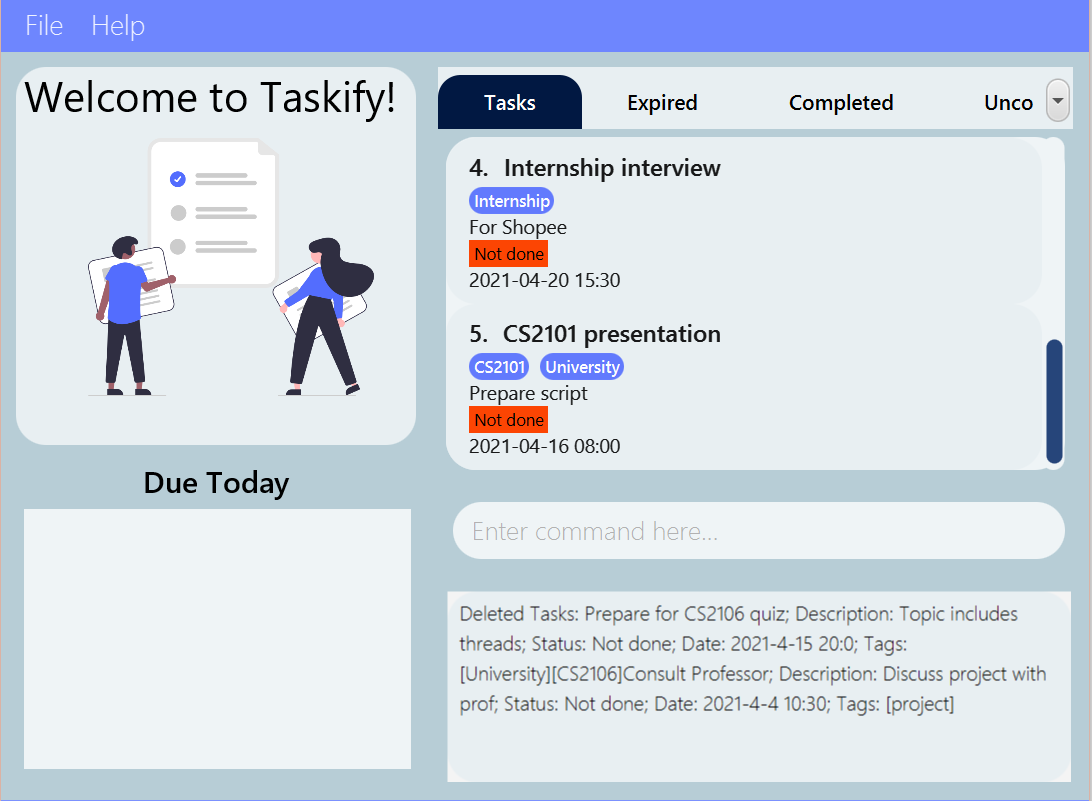 File Help
Welcome to Taskify!
Tasks Expired Completed Unco
4. Internship interview
Internship
For Shopee
Not done
2021-04-20 15:30
5. CS2101 presentation
CS2101 University
Prepare script
Not done
2021-04-16 08:00
Due Today
Enter command here...
Deleted Tasks: Prepare for CS2106 quiz; Description: Topic includes
threads; Status: Not done; Date: 2021-4-15 20:0; Tags:
[University][CS2106]Consult Professor; Description: Discuss project with
prof; Status: Not done; Date: 2021-4-4 10:30; Tags: [project]